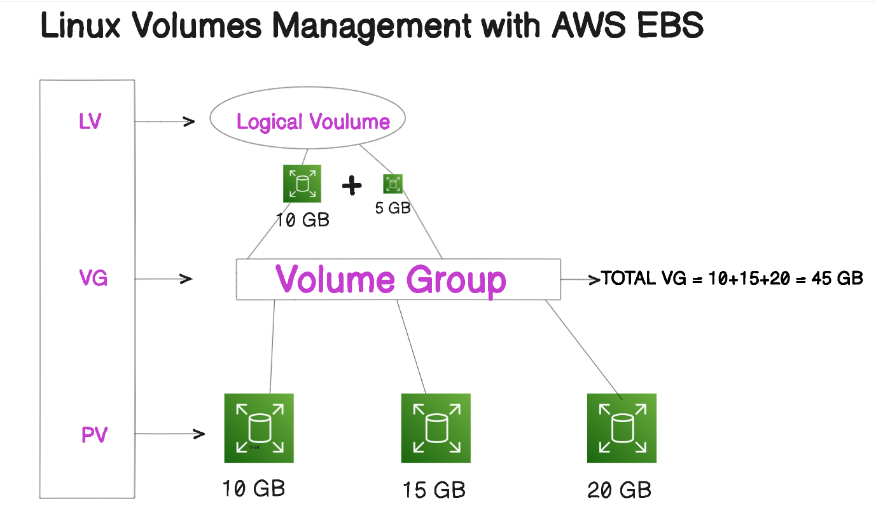 Linux Volumes Management with AWS EBS
LV
Logical Voulume
10 GB
+
5 GB
VG
Volume Group
TOTAL VG = 10+15+20 = 45 GB
PV
10 GB
15 GB
20 GB